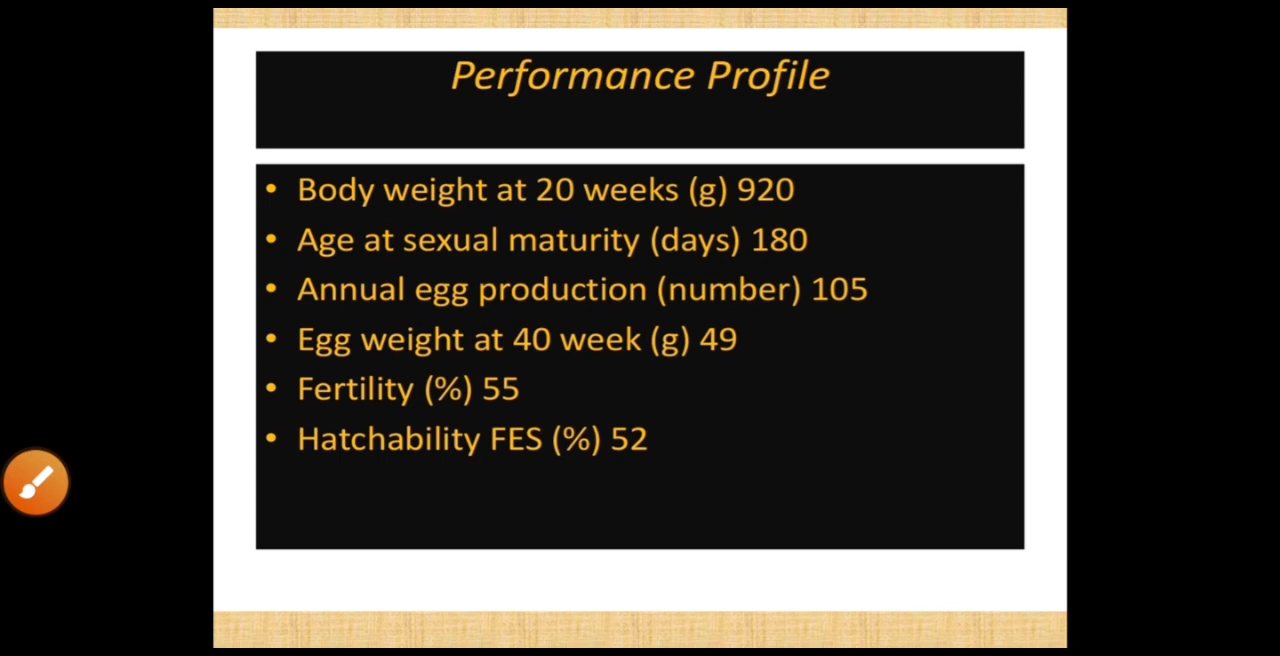 Performance Profile
• Body weight at 20 weeks (g) 920
• Age at sexual maturity (days) 180
• Annual egg production (number) 105
• Egg weight at 40 week (g) 49
• Fertility (%) 55
• Hatchability FES (%) 52